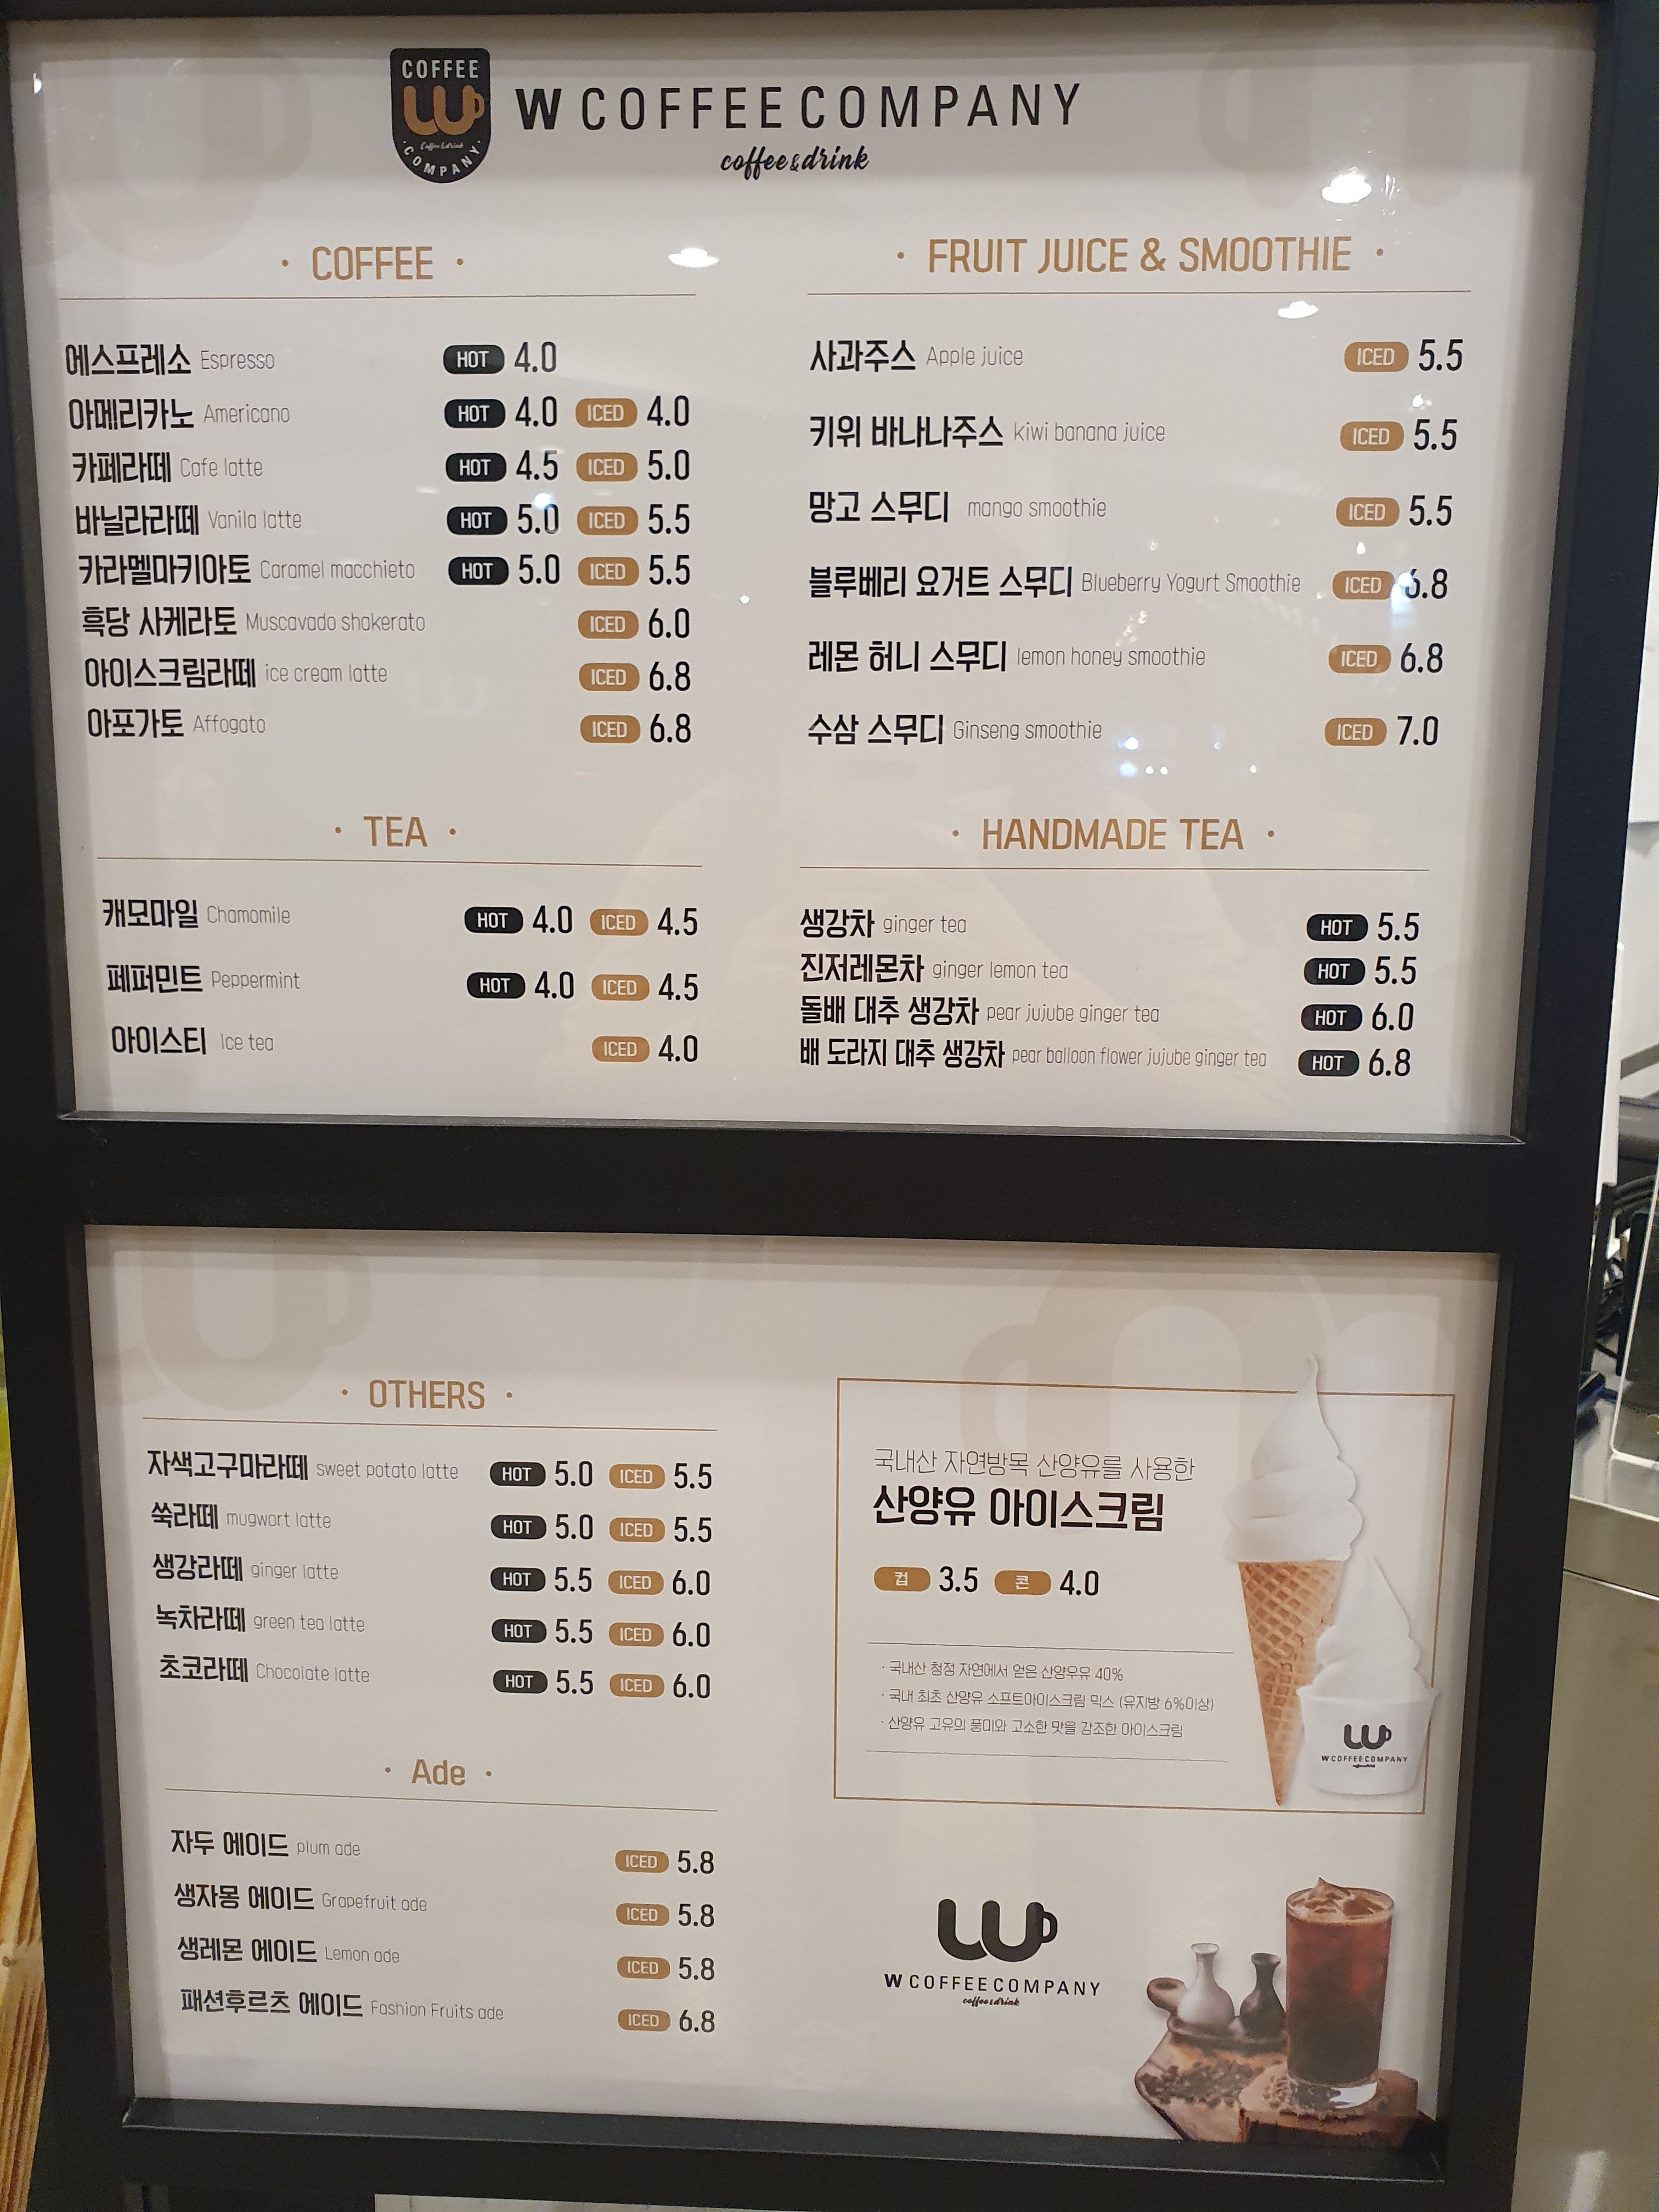 COFFEE
Coffee & drink
COMPANY
W COFFEE COMPANY
coffee & drink
· COFFEE ·
에스프레소 Espresso HOT 4.0
아메리카노 Americano HOT 4.0 ICED 4.0
카페라떼 Cafe latte HOT 4.5 ICED 5.0
바닐라라떼 Vanila latte HOT 5.0 ICED 5.5
카라멜마키아토 Caramel macchieto HOT 5.0 ICED 5.5
흑당 사케라토 Muscavado shakerato ICED 6.0
아이스크림라떼 ice cream latte ICED 6.8
아포가토 Affogato ICED 6.8
· FRUIT JUICE & SMOOTHIE ·
사과주스 Apple juice ICED 5.5
키위 바나나주스 kiwi banana juice ICED 5.5
망고 스무디 mango smoothie ICED 5.5
블루베리 요거트 스무디 Blueberry Yogurt Smoothie ICED 6.8
레몬 허니 스무디 lemon honey smoothie ICED 6.8
수삼 스무디 Ginseng smoothie ICED 7.0
· TEA ·
캐모마일 Chamomile HOT 4.0 ICED 4.5
페퍼민트 Peppermint HOT 4.0 ICED 4.5
아이스티 Ice tea ICED 4.0
· HANDMADE TEA ·
생강차 ginger tea HOT 5.5
진저레몬차 ginger lemon tea HOT 5.5
돌배 대추 생강차 pear jujube ginger tea HOT 6.0
배 도라지 대추 생강차 pear balloon flower jujube ginger tea HOT 6.8
· OTHERS ·
자색고구마라떼 sweet potato latte HOT 5.0 ICED 5.5
쑥라떼 mugwort latte HOT 5.0 ICED 5.5
생강라떼 ginger latte HOT 5.5 ICED 6.0
녹차라떼 green tea latte HOT 5.5 ICED 6.0
초코라떼 Chocolate latte HOT 5.5 ICED 6.0
· Ade ·
자두 에이드 plum ade ICED 5.8
생자몽 에이드 Grapefruit ade ICED 5.8
생레몬 에이드 Lemon ade ICED 5.8
패션후르츠 에이드 Fashion Fruits ade ICED 6.8
국내산 자연방목 산양유를 사용한
산양유 아이스크림
컵 3.5 콘 4.0
· 국내산 청정 자연에서 얻은 산양우유 40%
· 국내 최초 산양유 소프트아이스크림 믹스 (유지방 6%이상)
· 산양유 고유의 풍미와 고소한 맛을 강조한 아이스크림
W COFFEE COMPANY
coffee & drink
W COFFEE COMPANY
coffee & drink